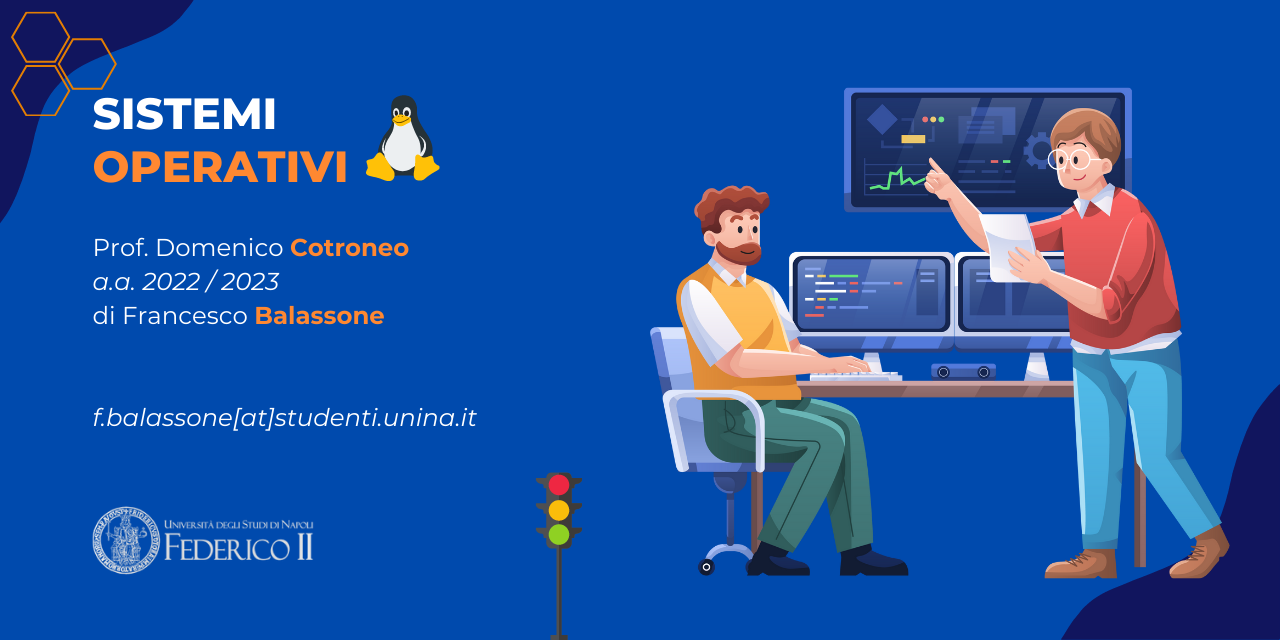 SISTEMI
OPERATIVI
Prof. Domenico Cotroneo
a.a. 2022 / 2023
di Francesco Balassone
f.balassone[at]studenti.unina.it
UNIVERSITÀ DEGLI STUDI DI NAPOLI
FEDERICO II